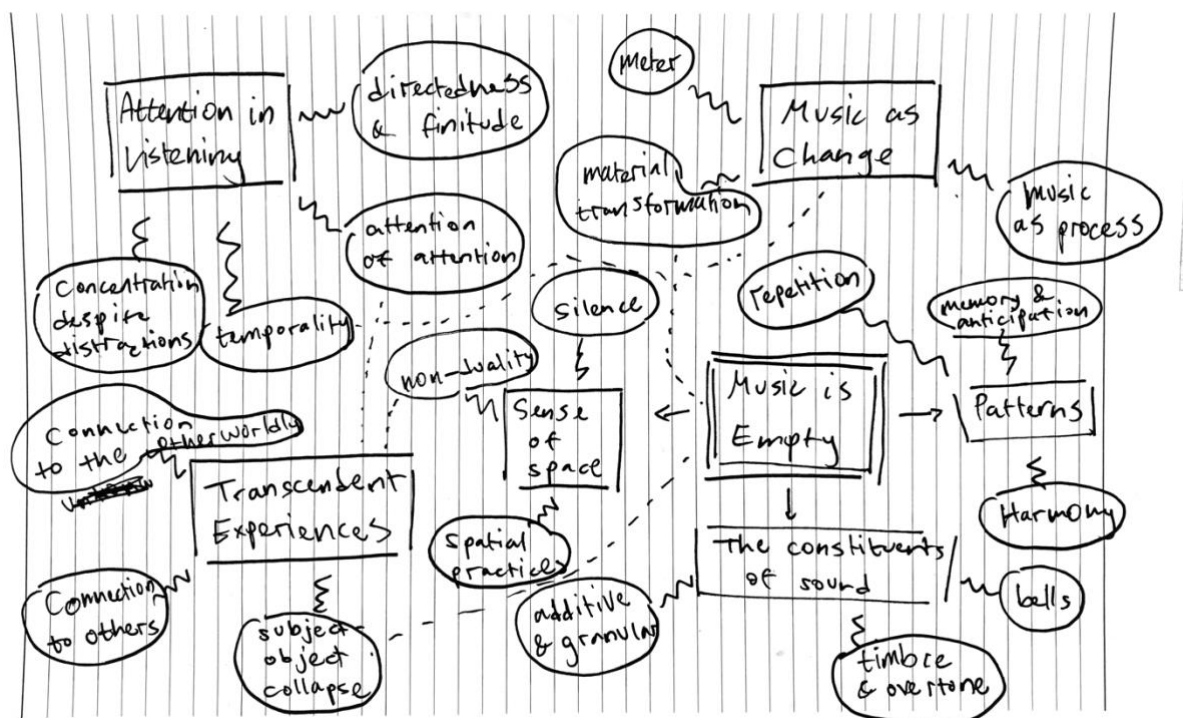 Attention in
Listening
directedness
& finitude
attention
of attention
Concentration
despite
distractions
temporality
meter
Music as
Change
material
transformation
music
as process
silence
repetition
memory &
anticipation
non-duality
Sense
of
space
Music is
Empty
Patterns
Connection
to the otherworldly
Transcendent
Experiences
Spatial
practices
Harmony
The constituents
of sound
Connection
to others
subject-
object
collapse
additive
& granular
bells
timbre
& overtone